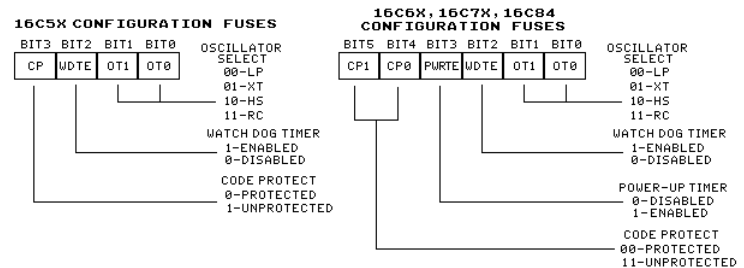 16C5X CONFIGURATION FUSES
BIT3 BIT2 BIT1 BIT0
CP WDTE OT1 OT0
OSCILLATOR
SELECT
00-LP
01-XT
10-HS
11-RC
WATCH DOG TIMER
1-ENABLED
0-DISABLED
CODE PROTECT
0-PROTECTED
1-UNPROTECTED
16C6X, 16C7X, 16C84
CONFIGURATION FUSES
BIT5 BIT4 BIT3 BIT2 BIT1 BIT0
CP1 CP0 PWRTE WDTE OT1 OT0
OSCILLATOR
SELECT
00-LP
01-XT
10-HS
11-RC
WATCH DOG TIMER
1-ENABLED
0-DISABLED
POWER-UP TIMER
0-DISABLED
1-ENABLED
CODE PROTECT
00-PROTECTED
11-UNPROTECTED